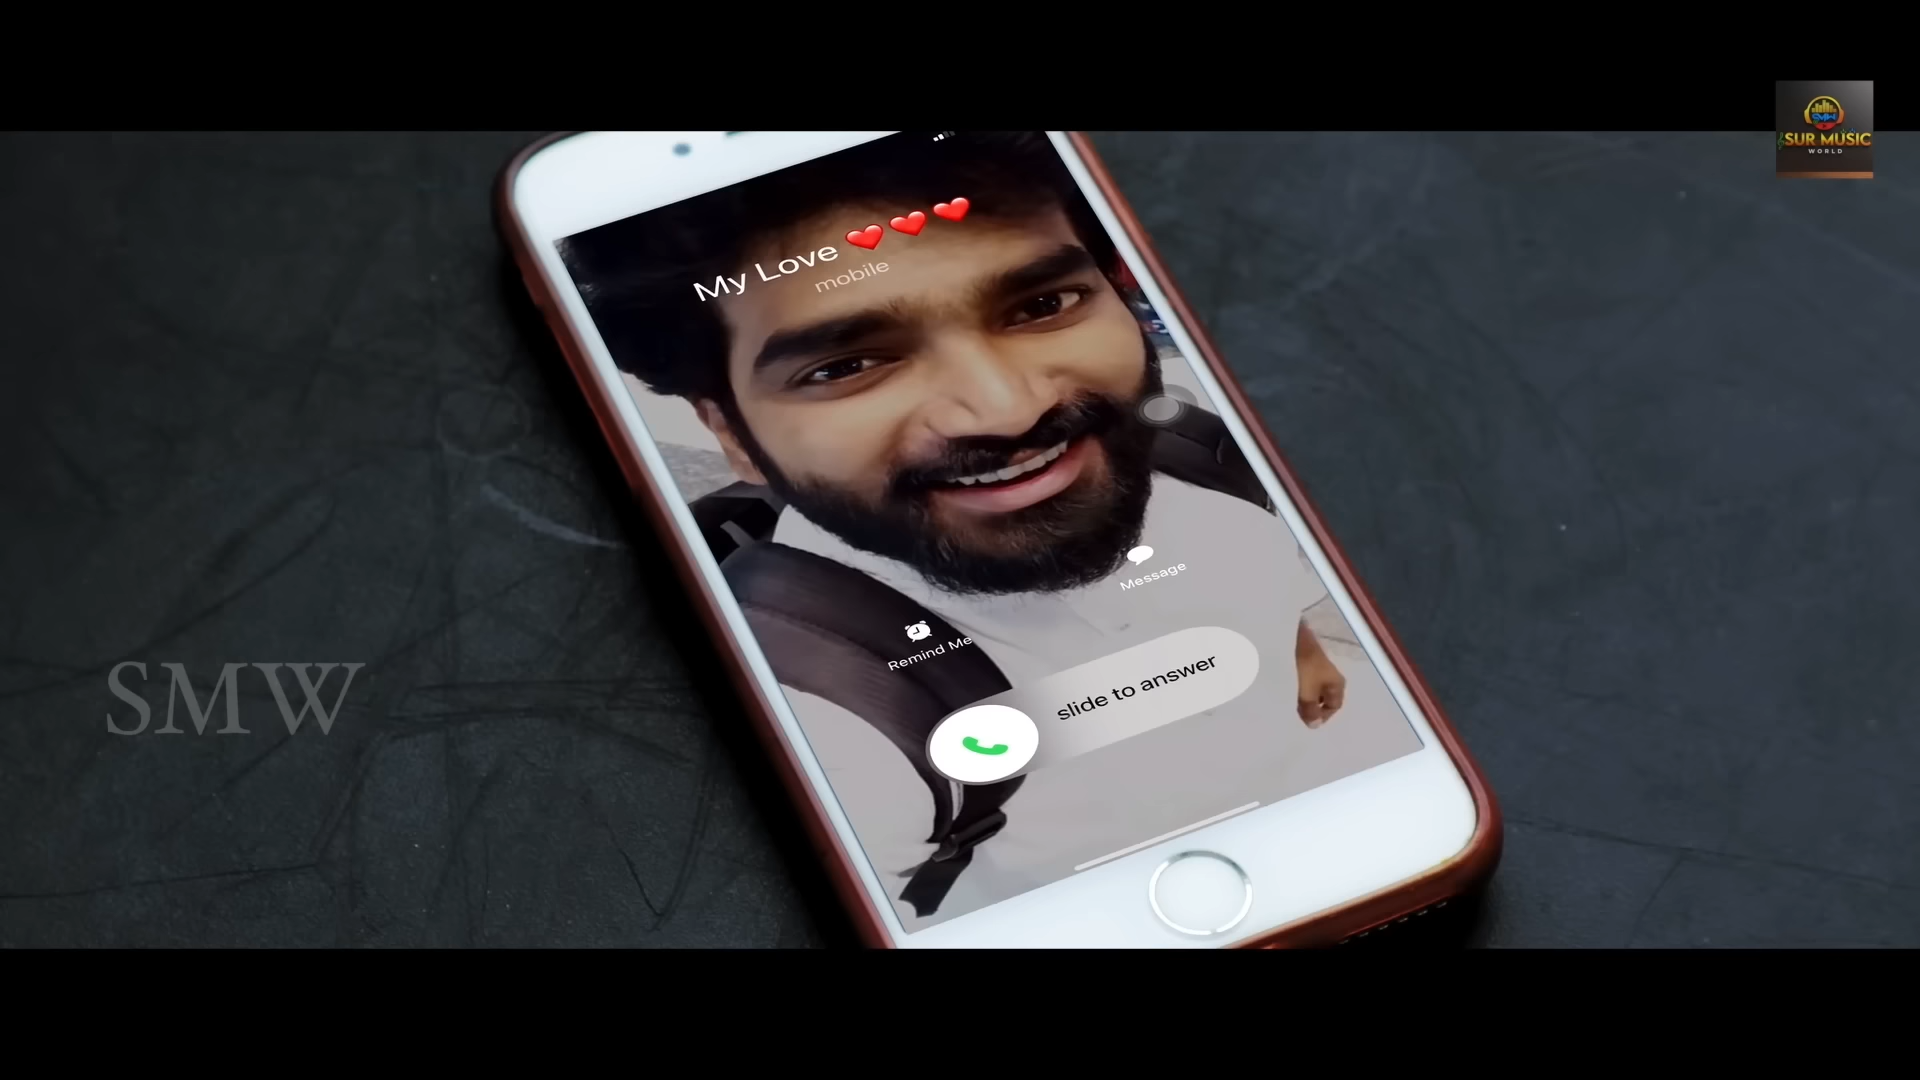 SUR MUSIC
WORLD
My Love ❤️❤️❤️
mobile
Message
Remind Me
slide to answer
SMW